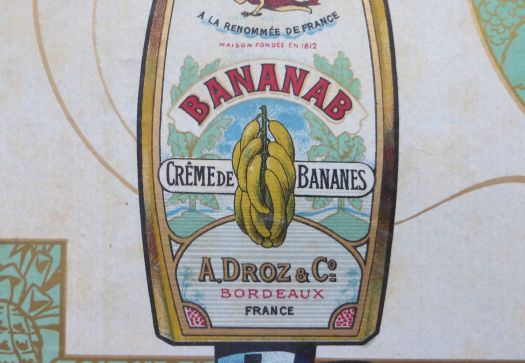 A LA RENOMMÉE DE FRANCE
MAISON FONDÉE EN 1812
BANANAB
CRÊME DE BANANES
A. DROZ & Cº
BORDEAUX
FRANCE